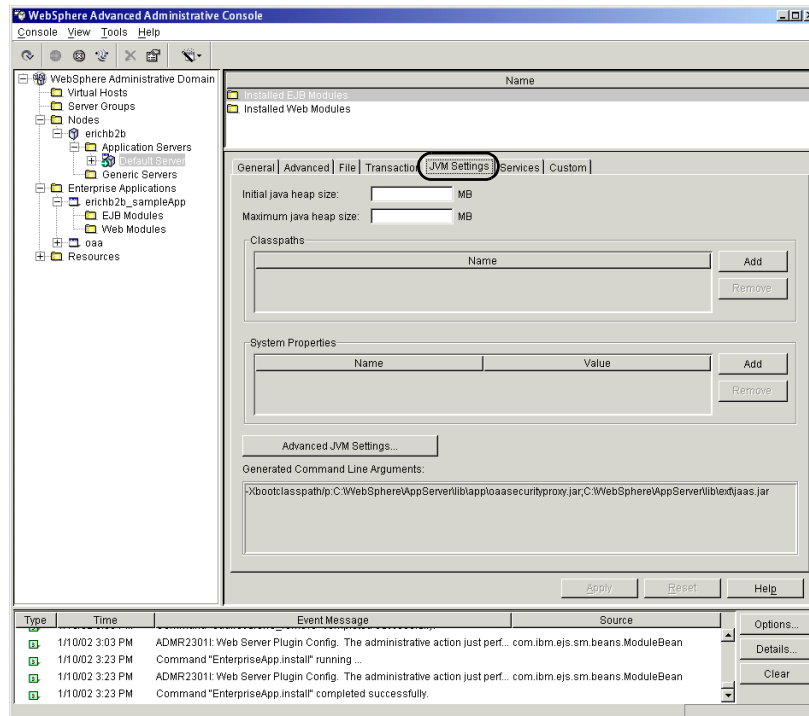 WebSphere Advanced Administrative Console
Console View Tools Help
WebSphere Administrative Domain
Virtual Hosts
Server Groups
Nodes
erichb2b
Application Servers
Default Server
Generic Servers
Enterprise Applications
erichb2b_sampleApp
EJB Modules
Web Modules
oaa
Resources
Name
Installed EJB Modules
Installed Web Modules
General Advanced File Transaction JVM Settings Services Custom
Initial java heap size: MB
Maximum java heap size: MB
Classpaths
Name
Add
Remove
System Properties
Name Value
Add
Remove
Advanced JVM Settings...
Generated Command Line Arguments:
-Xbootclasspath/p:C:\WebSphere\AppServer\lib\app\oaasecurityproxy.jar;C:\WebSphere\AppServer\lib\ext\jaas.jar
Apply Reset Help
Type Time Event Message Source
1/10/02 3:03 PM ADMR2301I: Web Server Plugin Config. The administrative action just perf... com.ibm.ejs.sm.beans.ModuleBean
1/10/02 3:23 PM Command "EnterpriseApp.install" running ...
1/10/02 3:23 PM ADMR2301I: Web Server Plugin Config. The administrative action just perf... com.ibm.ejs.sm.beans.ModuleBean
1/10/02 3:23 PM Command "EnterpriseApp.install" completed successfully.
Options...
Details...
Clear